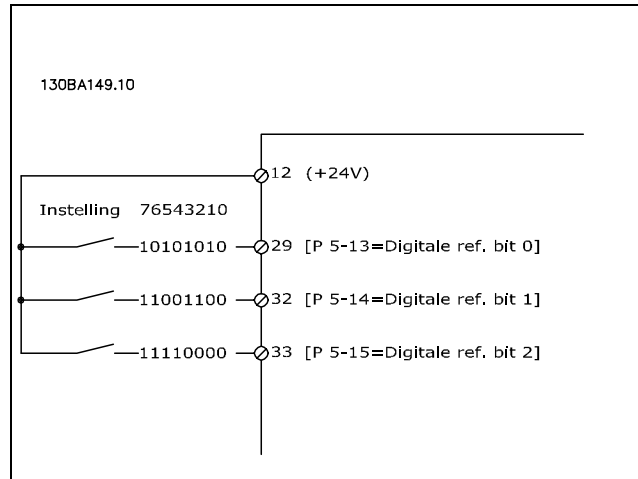 130BA149.10
12 (+24V)
Instelling 76543210
10101010 29 [P 5-13=Digitale ref. bit 0]
11001100 32 [P 5-14=Digitale ref. bit 1]
11110000 33 [P 5-15=Digitale ref. bit 2]